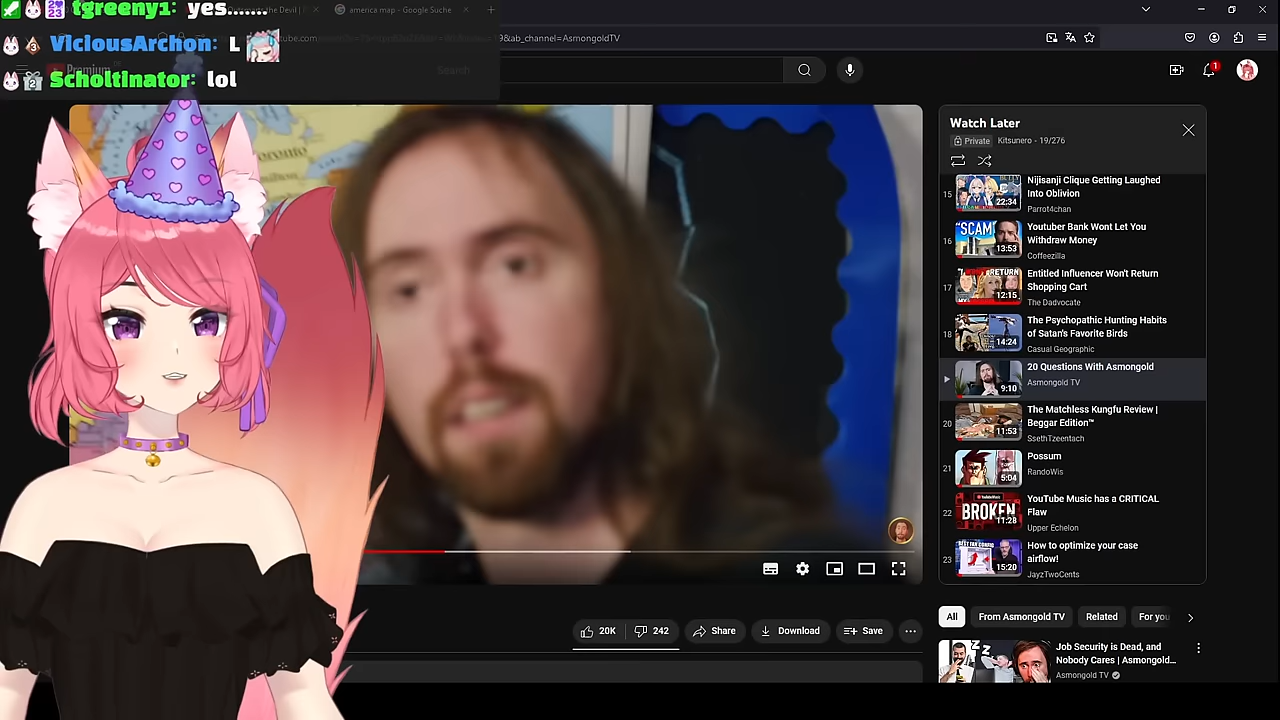 tgreeny1: yes.......
america map - Google Suche
ViciousArchon: L
&ab_channel=AsmongoldTV
Scholtinator: lol
Premium
Search
Watch Later
Private Kitsunero - 19/276
15 Nijisanji Clique Getting Laughed
Into Oblivion
22:34
Parrot4chan
16 Youtuber Bank Wont Let You
Withdraw Money
"SCAM"
13:53
Coffeezilla
17 Entitled Influencer Won't Return
Shopping Cart
12:15
The Dadvocate
18 The Psychopathic Hunting Habits
of Satan's Favorite Birds
14:24
Casual Geographic
20 Questions With Asmongold
9:10
Asmongold TV
20 The Matchless Kungfu Review |
Beggar Edition™
11:53
SsethTzeentach
21 Possum
5:04
RandoWis
22 YouTube Music has a CRITICAL
Flaw
BROKEN
11:28
Upper Echelon
23 How to optimize your case
airflow!
15:20
JayzTwoCents
20K 242 Share Download Save
All From Asmongold TV Related For you
Job Security is Dead, and
Nobody Cares | Asmongold...
Asmongold TV